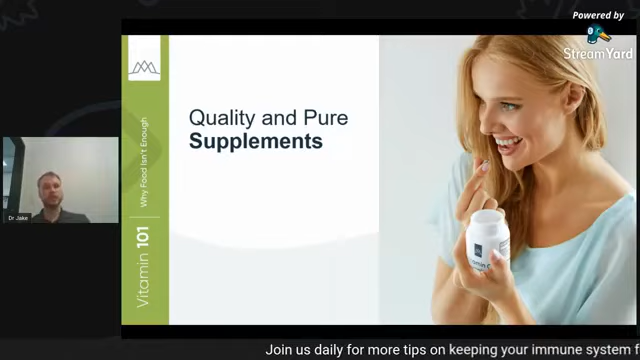 Powered by
StreamYard
Quality and Pure
Supplements
Why Food Isn't Enough
Vitamin 101
Dr Jake
Join us daily for more tips on keeping your immune system f